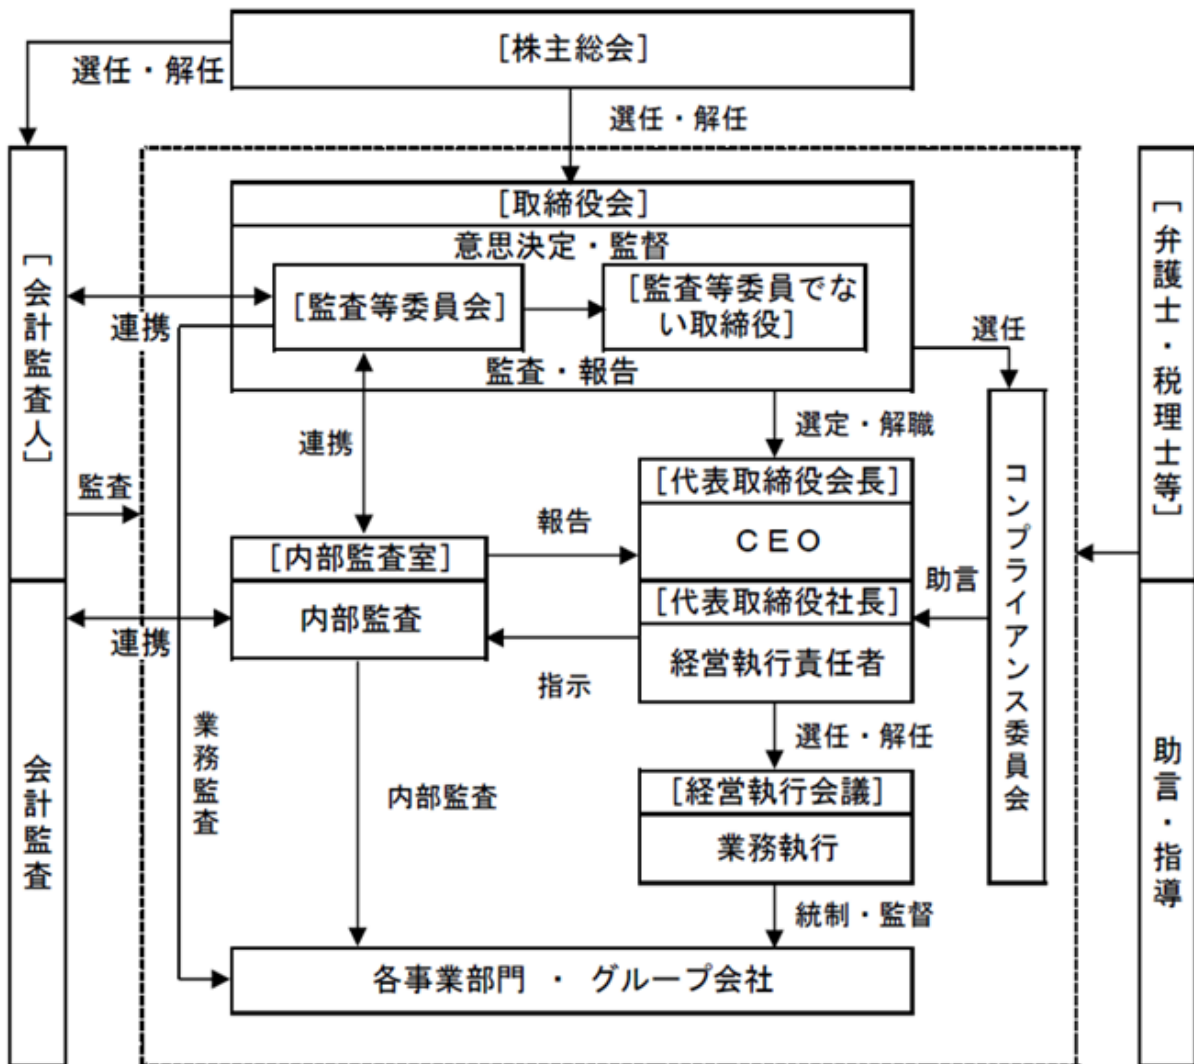 [株主総会]
選任・解任
選任・解任
[取締役会]
意思決定・監督
[監査等委員会]
[監査等委員でな
い取締役]
監査・報告
選任
[会計監査人]
連携
[弁護士・税理士等]
連携
選定・解職
監査
[代表取締役会長]
CEO
報告
[内部監査室]
内部監査
助言
[代表取締役社長]
経営執行責任者
コンプライアンス委員会
連携
指示
選任・解任
業務監査
会計監査
内部監査
[経営執行会議]
業務執行
助言・指導
統制・監督
各事業部門 ・ グループ会社